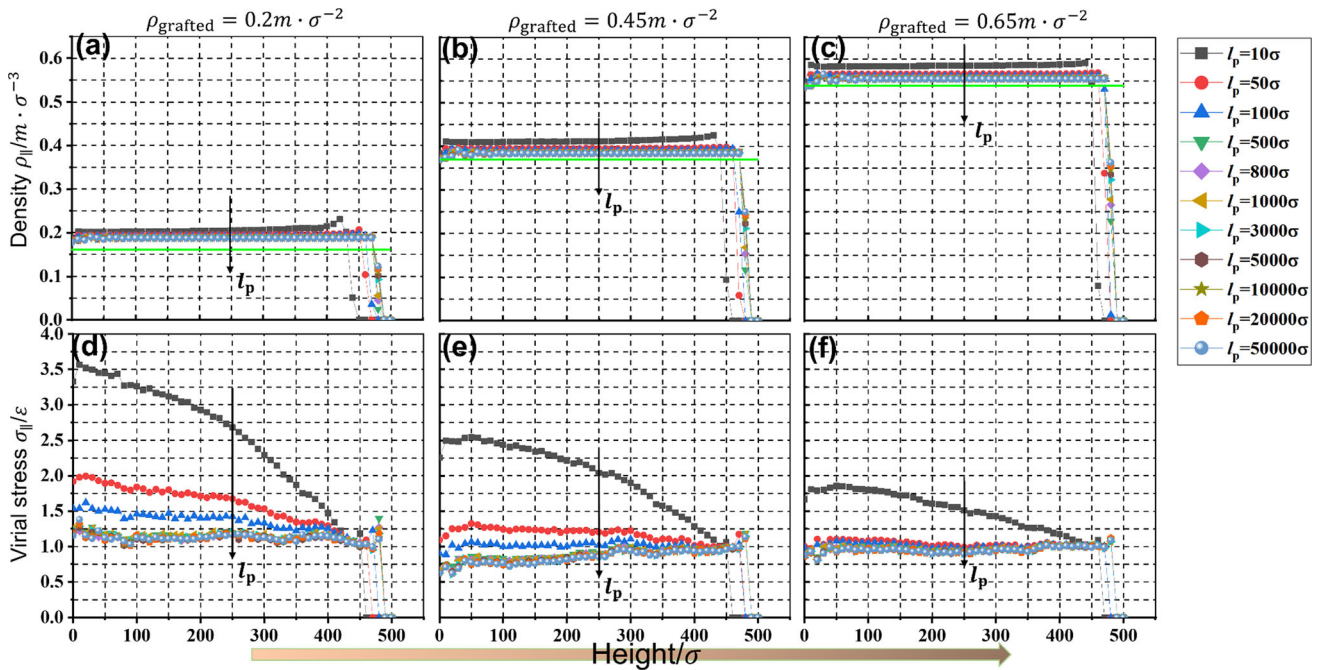 ρgrafted = 0.2m · σ⁻² ρgrafted = 0.45m · σ⁻² ρgrafted = 0.65m · σ⁻²
(a) (b) (c)
Density ρ∥/m · σ⁻³
0.6
0.5
0.4
0.3
0.2
0.1
0.0
lp lp lp
lp=10σ
lp=50σ
lp=100σ
lp=500σ
lp=800σ
lp=1000σ
lp=3000σ
lp=5000σ
lp=10000σ
lp=20000σ
lp=50000σ
(d) (e) (f)
Virial stress σ∥/ε
4.0
3.5
3.0
2.5
2.0
1.5
1.0
0.5
0.0
lp lp lp
0 100 200 300 400 500 0 100 200 300 400 500 0 100 200 300 400 500
Height/σ